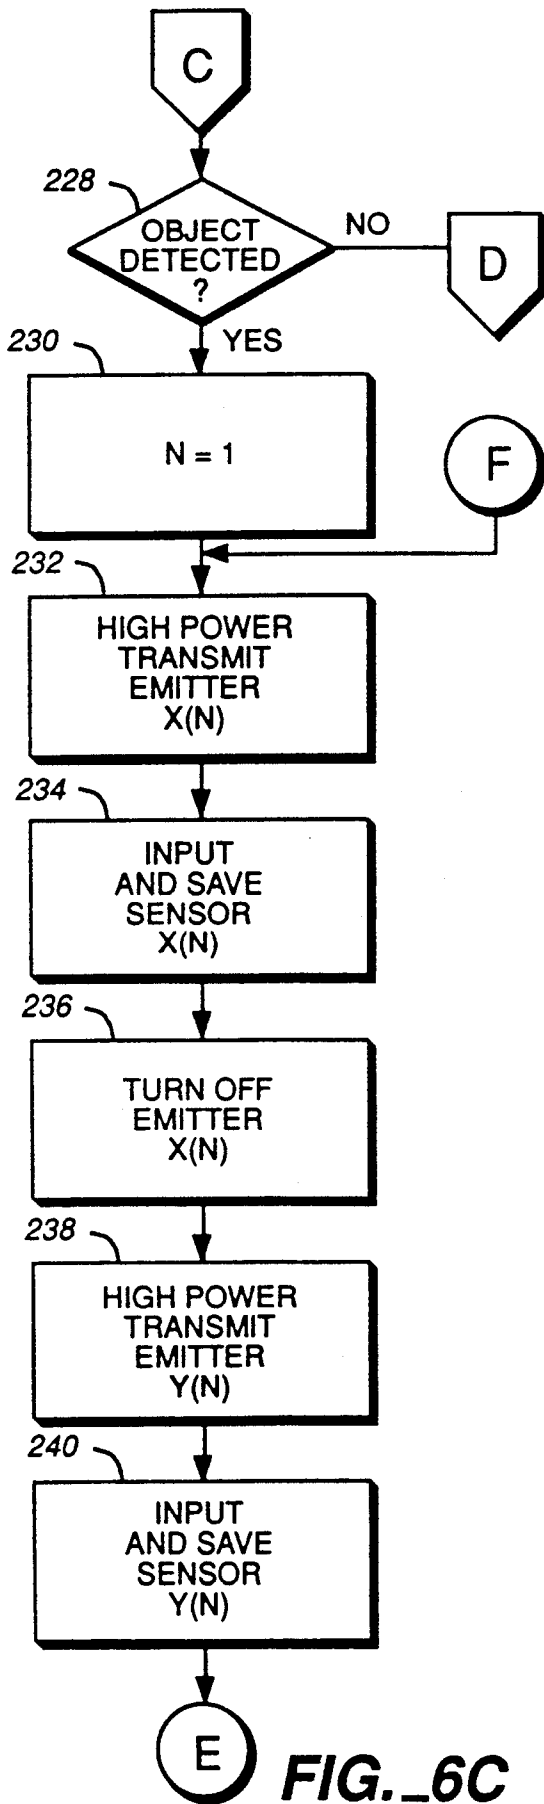 C
228
OBJECT
DETECTED
?
NO
D
YES
230
N = 1
F
232
HIGH POWER
TRANSMIT
EMITTER
X(N)
234
INPUT
AND SAVE
SENSOR
X(N)
236
TURN OFF
EMITTER
X(N)
238
HIGH POWER
TRANSMIT
EMITTER
Y(N)
240
INPUT
AND SAVE
SENSOR
Y(N)
E
FIG._6C